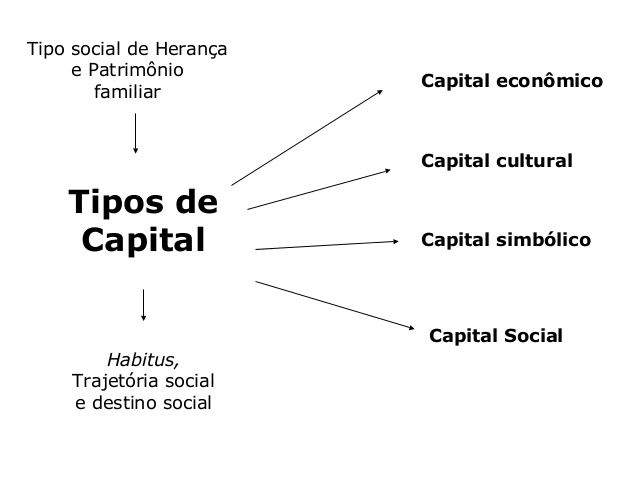 Tipo social de Herança
e Patrimônio
familiar
Tipos de
Capital
Habitus,
Trajetória social
e destino social
Capital econômico
Capital cultural
Capital simbólico
Capital Social